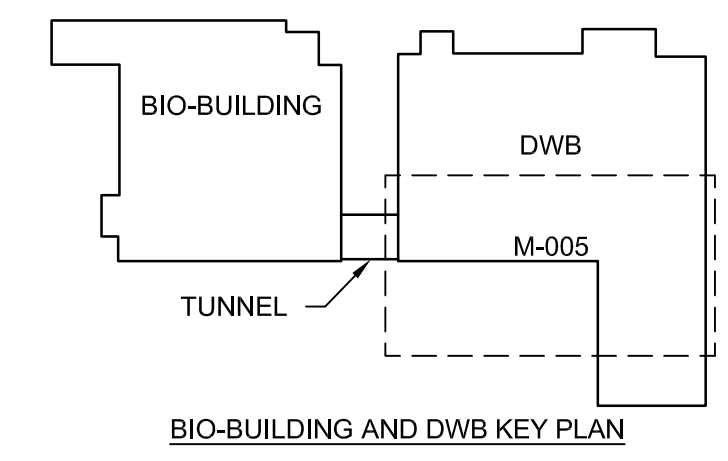 BIO-BUILDING
DWB
M-005
TUNNEL
BIO-BUILDING AND DWB KEY PLAN